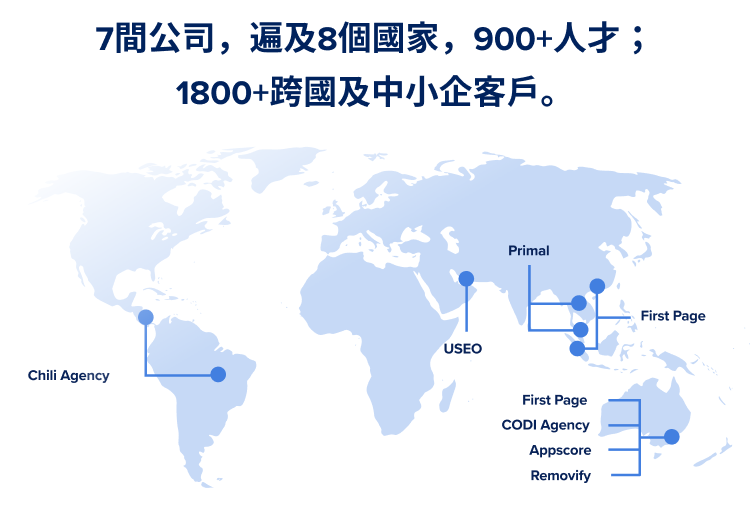 7間公司，遍及8個國家，900+人才；
1800+跨國及中小企客戶。
Primal
First Page
USEO
Chili Agency
First Page
CODI Agency
Appscore
Removify